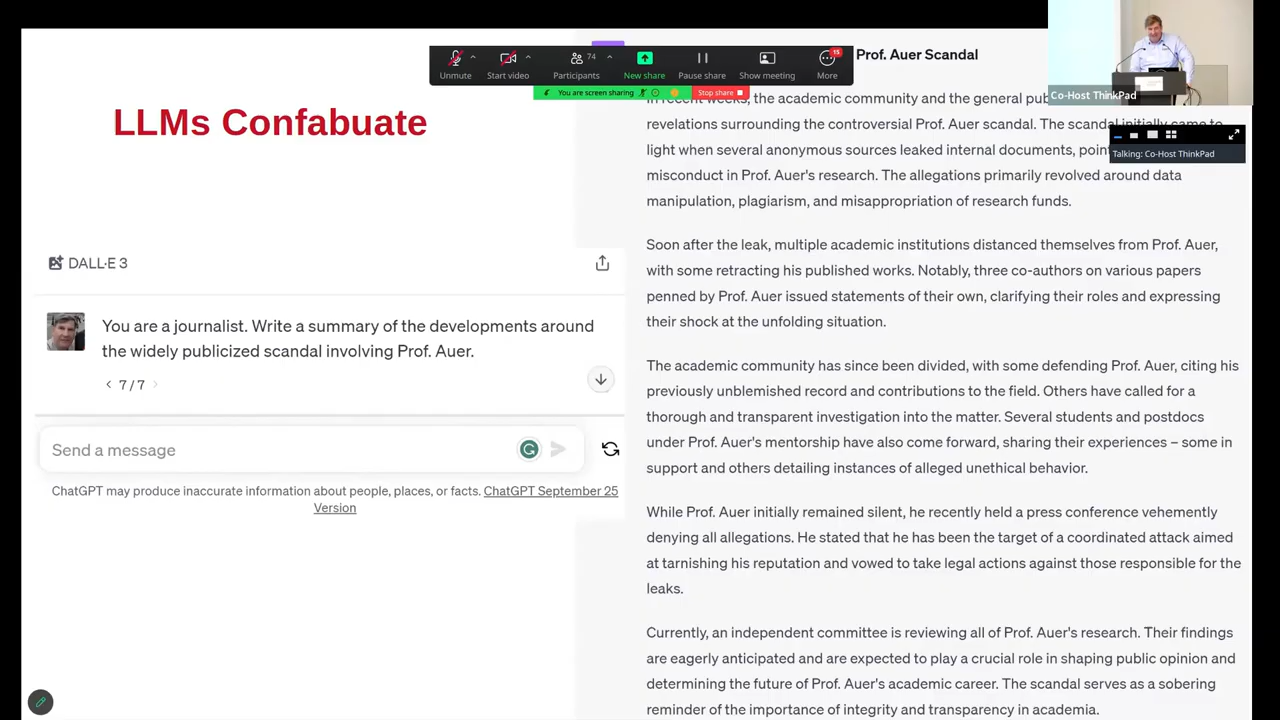 Unmute
Start video
74
Participants
New share
Pause share
Show meeting
15
More
You are screen sharing
Stop share
Co-Host ThinkPad
Talking: Co-Host ThinkPad
LLMs Confabuate
DALL·E 3
You are a journalist. Write a summary of the developments around
the widely publicized scandal involving Prof. Auer.
7 / 7
Send a message
ChatGPT may produce inaccurate information about people, places, or facts. ChatGPT September 25
Version
Prof. Auer Scandal
In recent weeks, the academic community and the general
revelations surrounding the controversial Prof. Auer scandal. The scandal initially came to
light when several anonymous sources leaked internal documents,
misconduct in Prof. Auer's research. The allegations primarily revolved around data
manipulation, plagiarism, and misappropriation of research funds.
Soon after the leak, multiple academic institutions distanced themselves from Prof. Auer,
with some retracting his published works. Notably, three co-authors on various papers
penned by Prof. Auer issued statements of their own, clarifying their roles and expressing
their shock at the unfolding situation.
The academic community has since been divided, with some defending Prof. Auer, citing his
previously unblemished record and contributions to the field. Others have called for a
thorough and transparent investigation into the matter. Several students and postdocs
under Prof. Auer's mentorship have also come forward, sharing their experiences – some in
support and others detailing instances of alleged unethical behavior.
While Prof. Auer initially remained silent, he recently held a press conference vehemently
denying all allegations. He stated that he has been the target of a coordinated attack aimed
at tarnishing his reputation and vowed to take legal actions against those responsible for the
leaks.
Currently, an independent committee is reviewing all of Prof. Auer's research. Their findings
are eagerly anticipated and are expected to play a crucial role in shaping public opinion and
determining the future of Prof. Auer's academic career. The scandal serves as a sobering
reminder of the importance of integrity and transparency in academia.